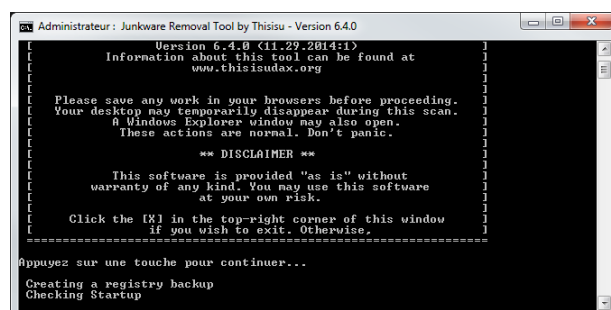 Administrateur : Junkware Removal Tool by Thisisu - Version 6.4.0
[ Version 6.4.0 (11.29.2014:1) ]
[ Information about this tool can be found at ]
[ www.thisisudax.org ]
[ ]
[ ]
[ Please save any work in your browsers before proceeding. ]
[ Your desktop may temporarily disappear during this scan. ]
[ A Windows Explorer window may also open. ]
[ These actions are normal. Don't panic. ]
[ ]
[ ** DISCLAIMER ** ]
[ ]
[ This software is provided "as is" without ]
[ warranty of any kind. You may use this software ]
[ at your own risk. ]
[ ]
[ Click the [X] in the top-right corner of this window ]
[ if you wish to exit. Otherwise, ]
================================================================
Appuyez sur une touche pour continuer...
Creating a registry backup
Checking Startup